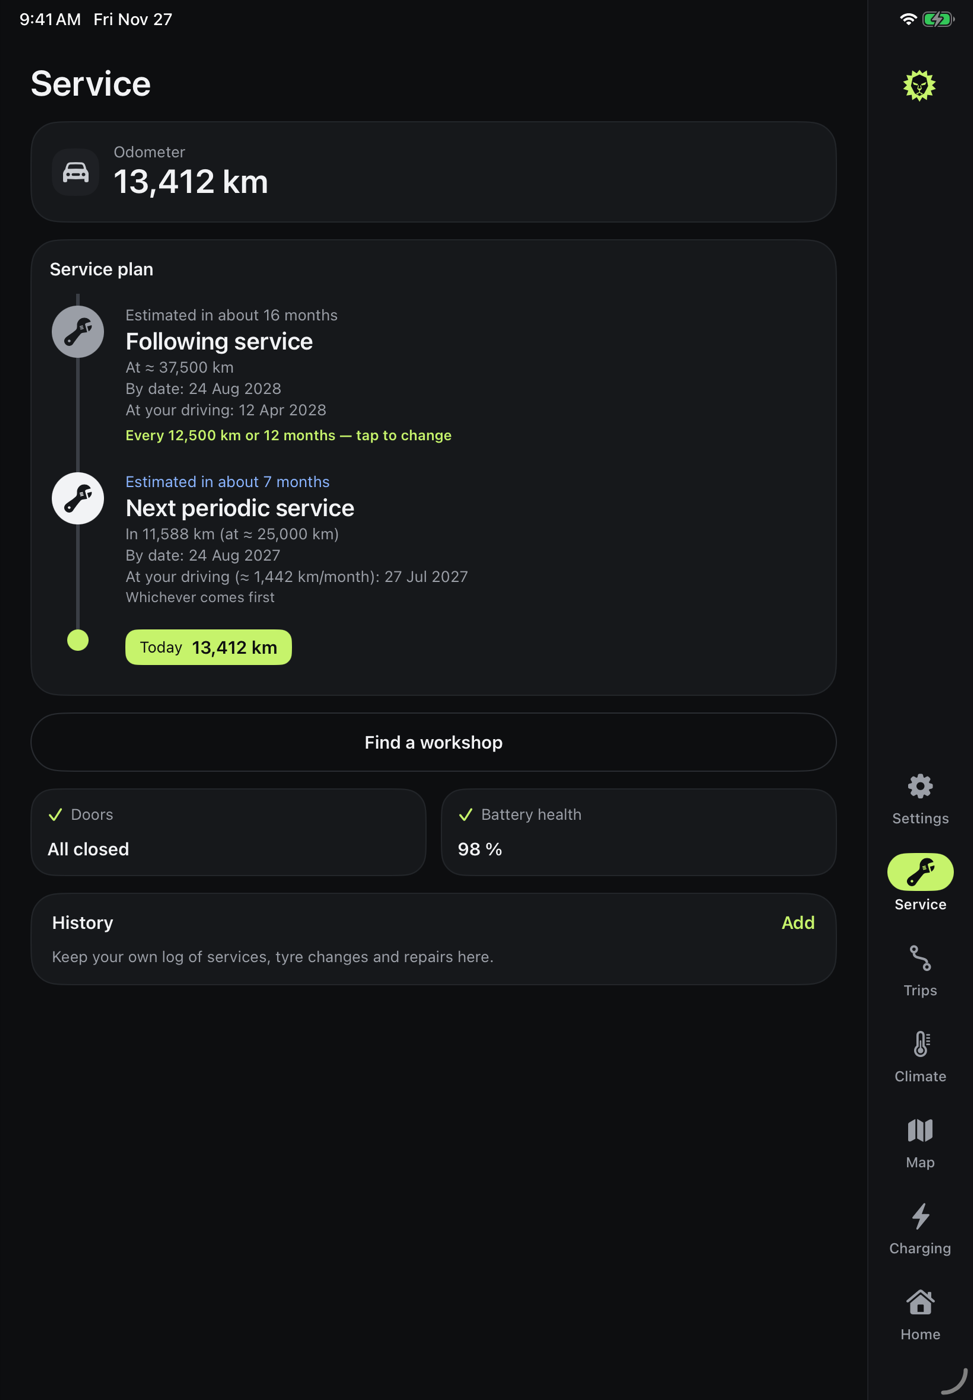 9:41 AM Fri Nov 27
Service
Odometer
13,412 km
Service plan
Estimated in about 16 months
Following service
At ≈ 37,500 km
By date: 24 Aug 2028
At your driving: 12 Apr 2028
Every 12,500 km or 12 months — tap to change
Estimated in about 7 months
Next periodic service
In 11,588 km (at ≈ 25,000 km)
By date: 24 Aug 2027
At your driving (≈ 1,442 km/month): 27 Jul 2027
Whichever comes first
Today 13,412 km
Find a workshop
Doors
All closed
Battery health
98 %
History
Add
Keep your own log of services, tyre changes and repairs here.
Settings
Service
Trips
Climate
Map
Charging
Home